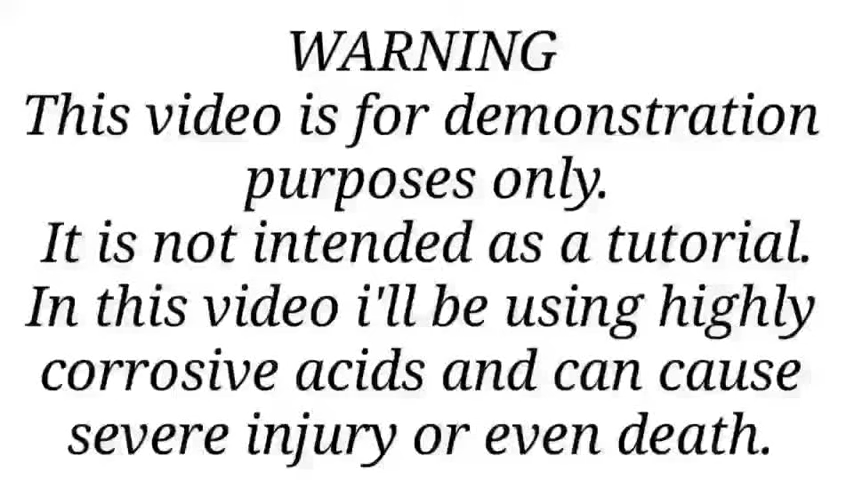 WARNING
This video is for demonstration
purposes only.
It is not intended as a tutorial.
In this video i'll be using highly
corrosive acids and can cause
severe injury or even death.